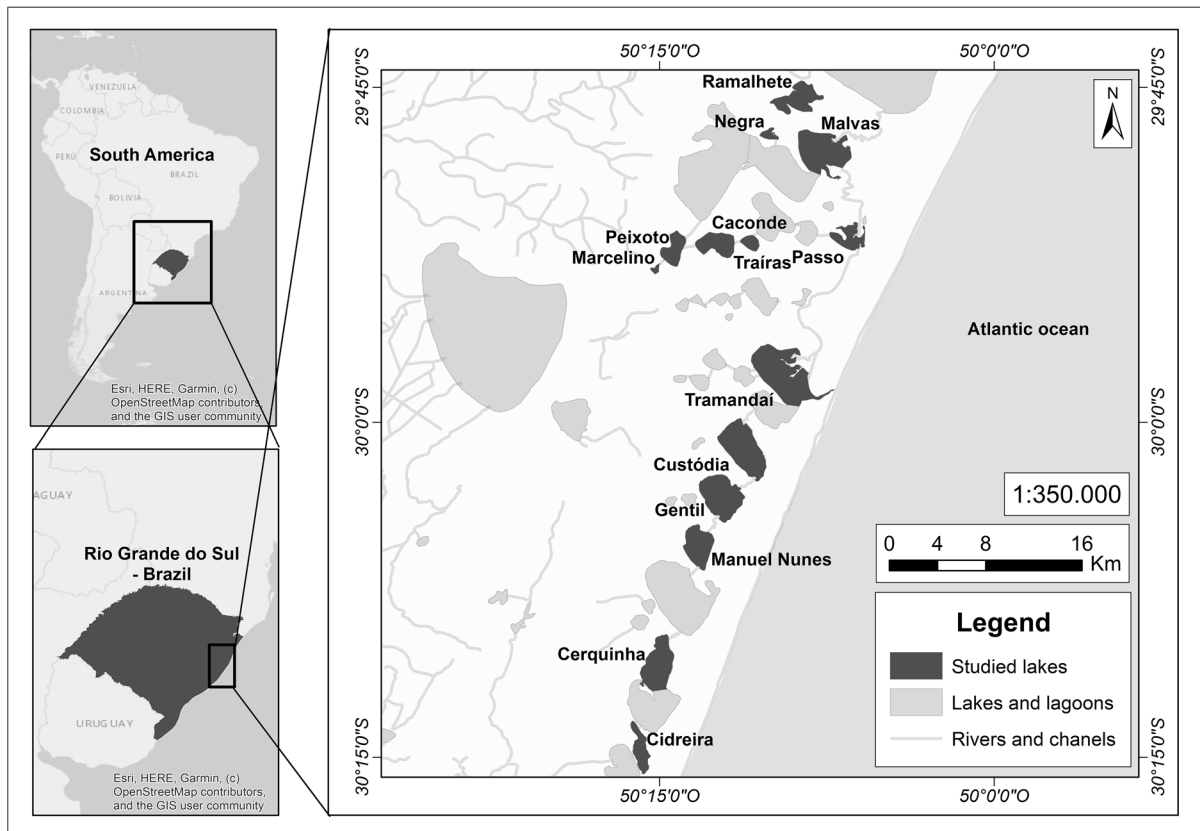 VENEZUELA
COLOMBIA
South America
PERÚ
BRAZIL
BOLIVIA
ARGENTINA
Esri, HERE, Garmin, (c)
OpenStreetMap contributors,
and the GIS user community
AGUAY
Rio Grande do Sul
- Brazil
URUGUAY
Esri, HERE, Garmin, (c)
OpenStreetMap contributors,
and the GIS user community
50°15'0"O
50°0'0"O
29°45'0"S
29°45'0"S
Ramalhete
N
Negra
Malvas
Caconde
Peixoto
Marcelino
Traíras
Passo
Atlantic ocean
Tramandaí
30°0'0"S
30°0'0"S
Custódia
Gentil
1:350.000
Manuel Nunes
0 4 8 16
Km
Legend
Cerquinha
Studied lakes
Lakes and lagoons
Cidreira
Rivers and chanels
30°15'0"S
30°15'0"S
50°15'0"O
50°0'0"O